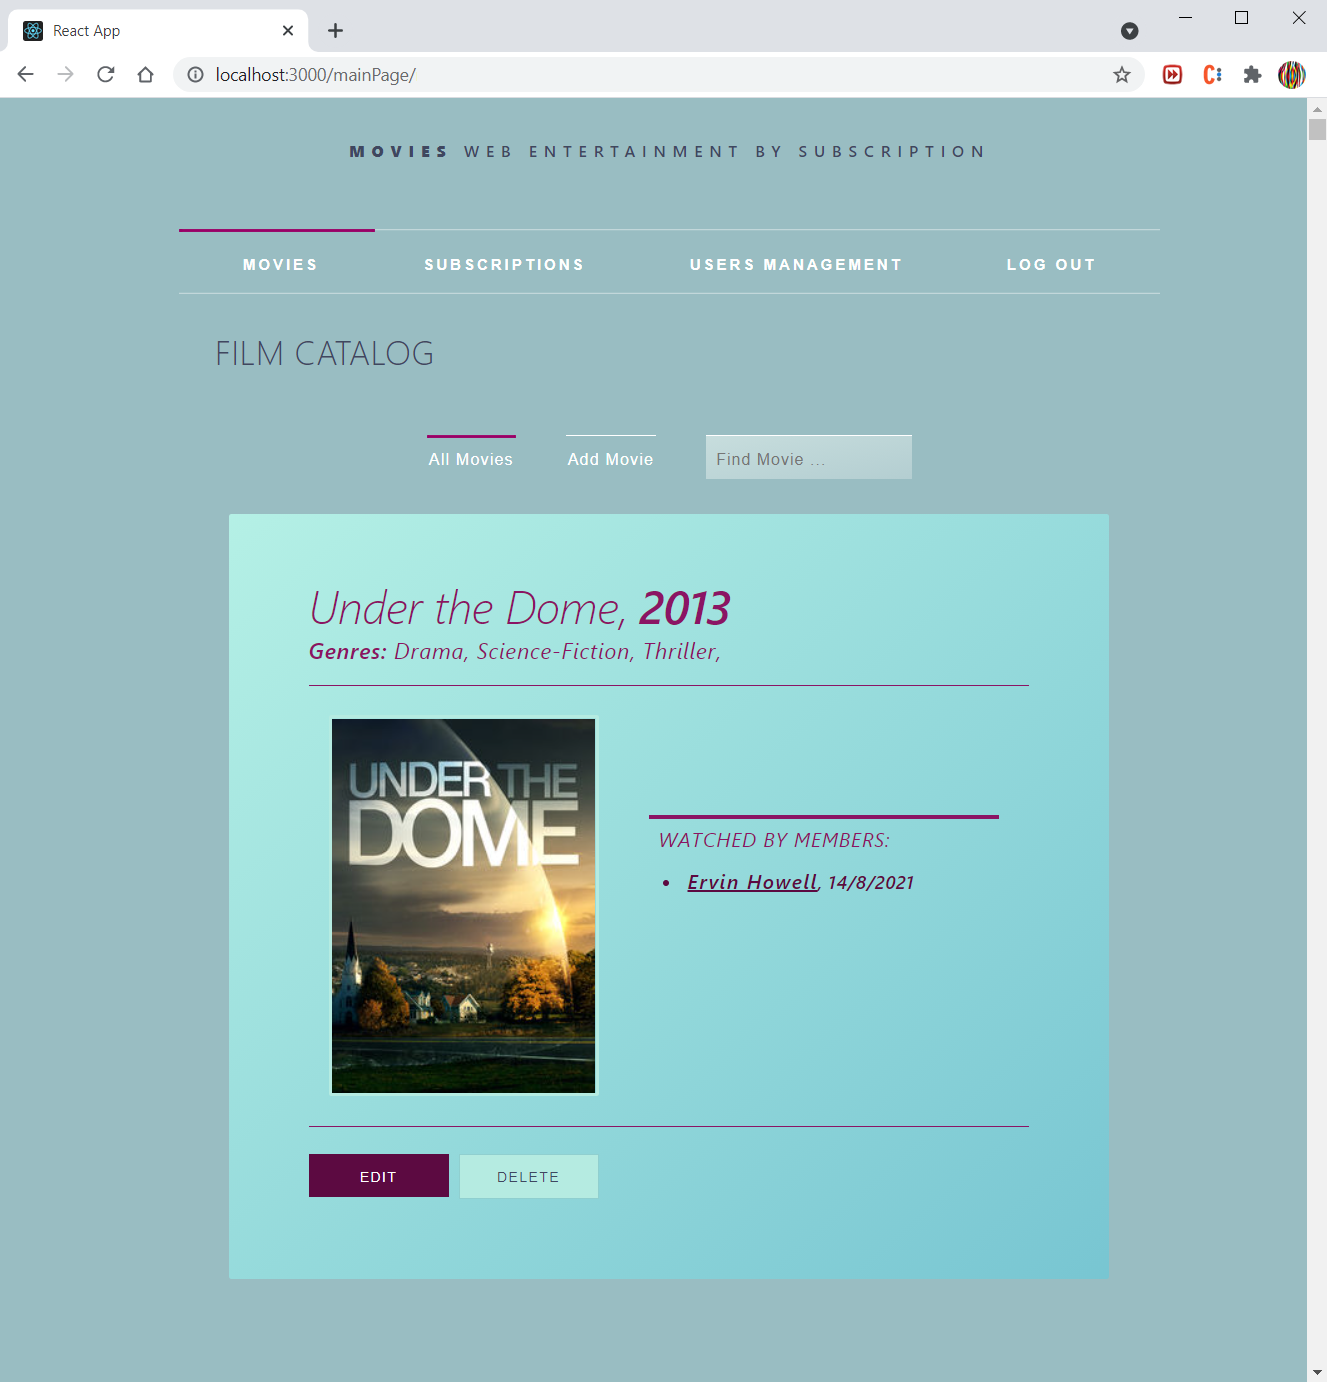 React App
localhost:3000/mainPage/
MOVIES WEB ENTERTAINMENT BY SUBSCRIPTION
MOVIES SUBSCRIPTIONS USERS MANAGEMENT LOG OUT
FILM CATALOG
All Movies Add Movie Find Movie ...
Under the Dome, 2013
Genres: Drama, Science-Fiction, Thriller,
UNDER THE
DOME
WATCHED BY MEMBERS:
• Ervin Howell, 14/8/2021
EDIT DELETE